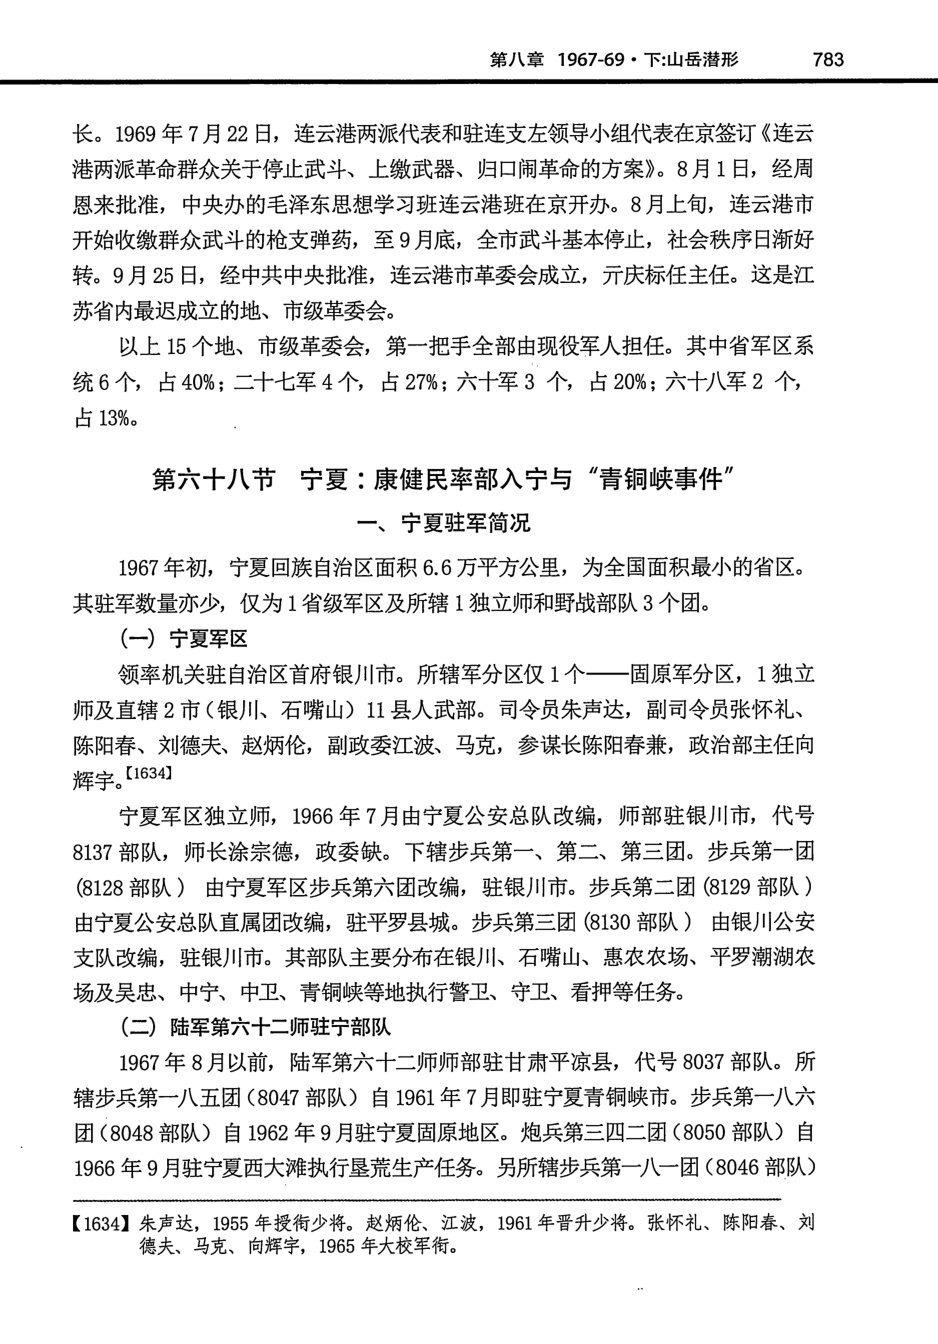 第八章 1967-69·下:山岳潜形 783
长。1969 年 7 月 22 日，连云港两派代表和驻连支左领导小组代表在京签订《连云
港两派革命群众关于停止武斗、上缴武器、归口闹革命的方案》。8 月 1 日，经周
恩来批准，中央办的毛泽东思想学习班连云港班在京开办。8 月上旬，连云港市
开始收缴群众武斗的枪支弹药，至 9 月底，全市武斗基本停止，社会秩序日渐好
转。9 月 25 日，经中共中央批准，连云港市革委会成立，亓庆标任主任。这是江
苏省内最迟成立的地、市级革委会。
以上 15 个地、市级革委会，第一把手全部由现役军人担任。其中省军区系
统 6 个，占 40%；二十七军 4 个，占 27%；六十军 3 个，占 20%；六十八军 2 个，
占 13%。
第六十八节 宁夏：康健民率部入宁与“青铜峡事件”
一、宁夏驻军简况
1967 年初，宁夏回族自治区面积 6.6 万平方公里，为全国面积最小的省区。
其驻军数量亦少，仅为 1 省级军区及所辖 1 独立师和野战部队 3 个团。
(一) 宁夏军区
领率机关驻自治区首府银川市。所辖军分区仅 1 个——固原军分区，1 独立
师及直辖 2 市（银川、石嘴山）11 县人武部。司令员朱声达，副司令员张怀礼、
陈阳春、刘德夫、赵炳伦，副政委江波、马克，参谋长陈阳春兼，政治部主任向
辉宇。【1634】
宁夏军区独立师，1966 年 7 月由宁夏公安总队改编，师部驻银川市，代号
8137 部队，师长涂宗德，政委缺。下辖步兵第一、第二、第三团。步兵第一团
(8128 部队） 由宁夏军区步兵第六团改编，驻银川市。步兵第二团 (8129 部队）
由宁夏公安总队直属团改编，驻平罗县城。步兵第三团 (8130 部队） 由银川公安
支队改编，驻银川市。其部队主要分布在银川、石嘴山、惠农农场、平罗潮湖农
场及吴忠、中宁、中卫、青铜峡等地执行警卫、守卫、看押等任务。
(二) 陆军第六十二师驻宁部队
1967 年 8 月以前，陆军第六十二师师部驻甘肃平凉县，代号 8037 部队。所
辖步兵第一八五团（8047 部队）自 1961 年 7 月即驻宁夏青铜峡市。步兵第一八六
团（8048 部队）自 1962 年 9 月驻宁夏固原地区。炮兵第三四二团（8050 部队）自
1966 年 9 月驻宁夏西大滩执行垦荒生产任务。另所辖步兵第一八一团（8046 部队）
【1634】朱声达，1955 年授衔少将。赵炳伦、江波，1961 年晋升少将。张怀礼、陈阳春、刘
德夫、马克、向辉宇，1965 年大校军衔。